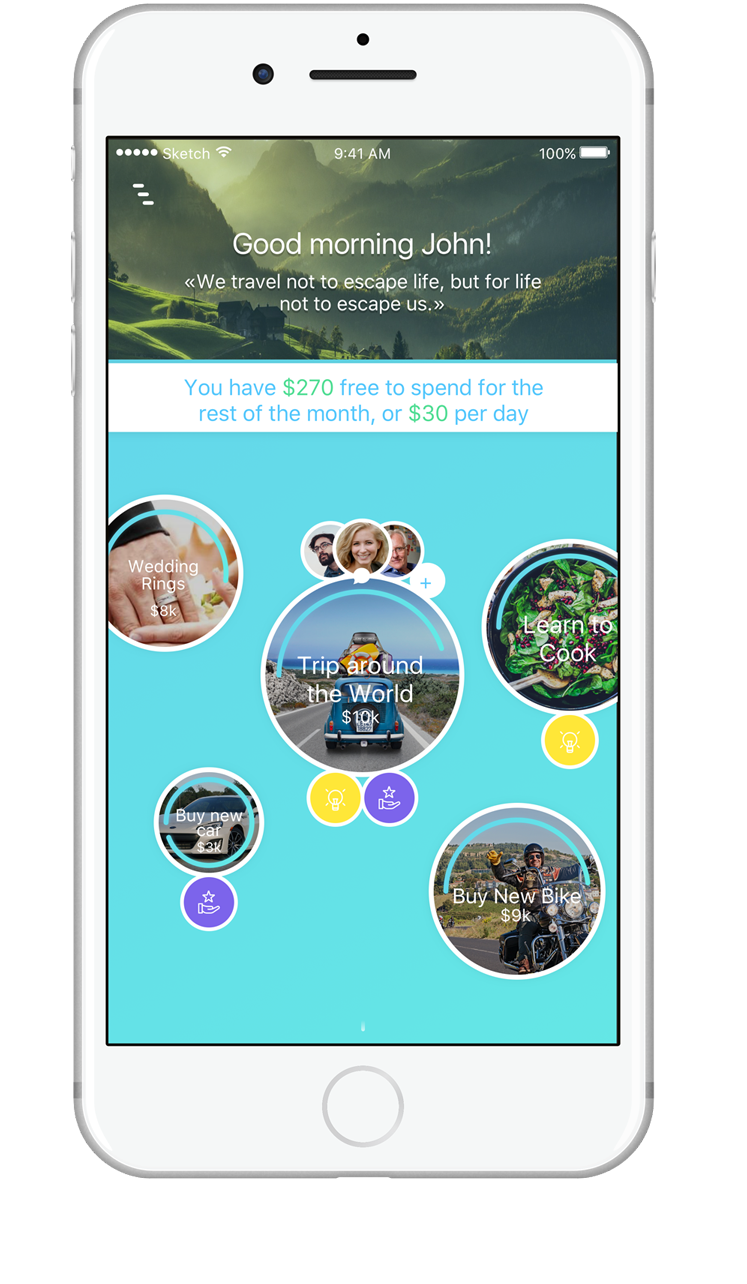 Sketch 9:41 AM 100%
Good morning John!
«We travel not to escape life, but for life
not to escape us.»
You have $270 free to spend for the
rest of the month, or $30 per day
Wedding
Rings
$8k
+
Trip around
the World
$10k
Learn to
Cook
Buy new
car
$3k
Buy New Bike
$9k